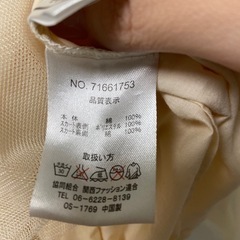 NO. 71661753
品質表示
本体 綿 100%
スカート表側 ポリエステル 100%
スカート裏側 綿 100%
取扱い方
協同組合 関西ファッション連合
TEL 06-6228-8139
05-1769 中国製